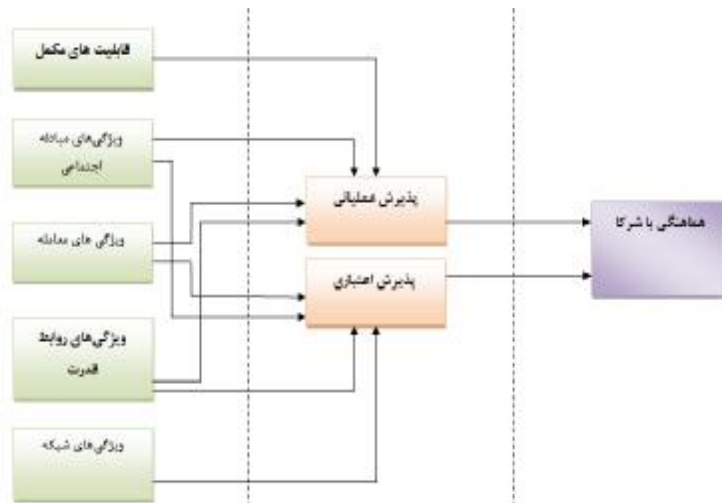 قابلیت های مکمل
ویژگی‌های مبادله
اجتماعی
ویژگی های معامله
ویژگی‌های روابط
قدرت
ویژگی‌های شبکه
پذیرش عملیاتی
پذیرش اعتباری
هماهنگی با شرکا